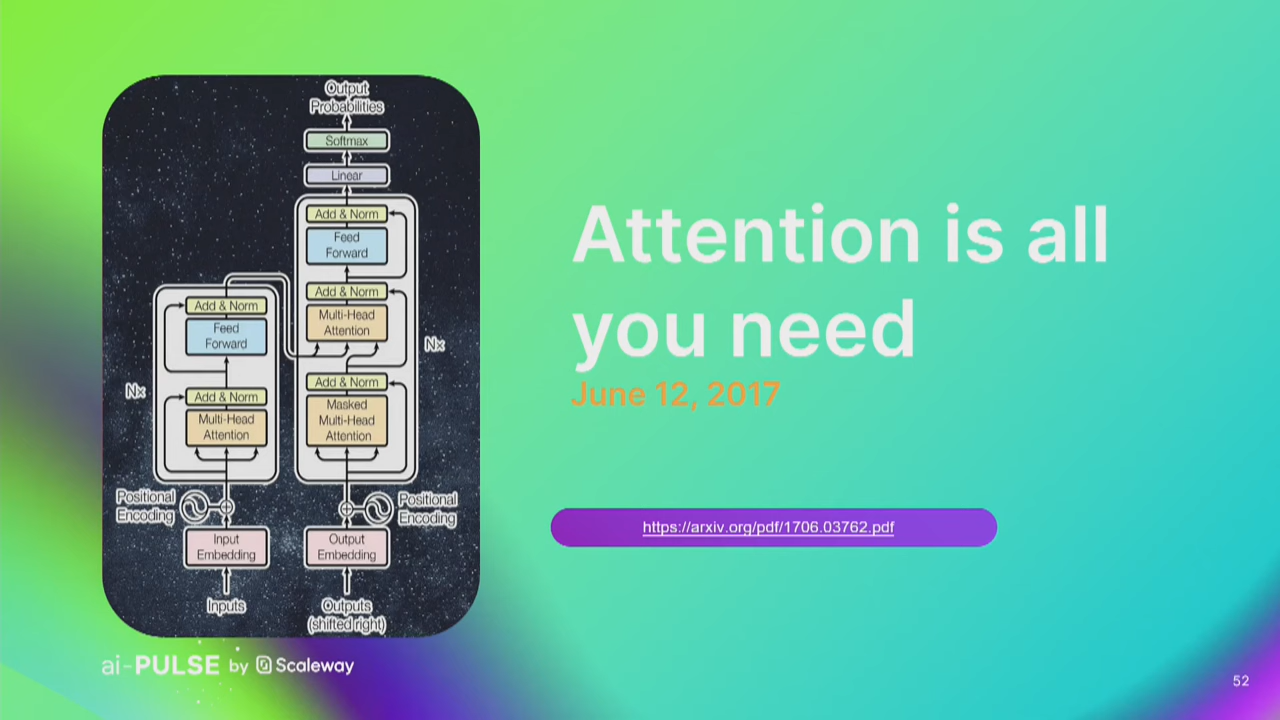 Output
Probabilities
Softmax
Linear
Add & Norm
Feed
Forward
Add & Norm
Multi-Head
Attention
Nx
Add & Norm
Masked
Multi-Head
Attention
Add & Norm
Feed
Forward
Nx
Add & Norm
Multi-Head
Attention
Positional
Encoding
Positional
Encoding
Input
Embedding
Output
Embedding
Inputs
Outputs
(shifted right)
Attention is all
you need
June 12, 2017
https://arxiv.org/pdf/1706.03762.pdf
ai-PULSE by Scaleway
52